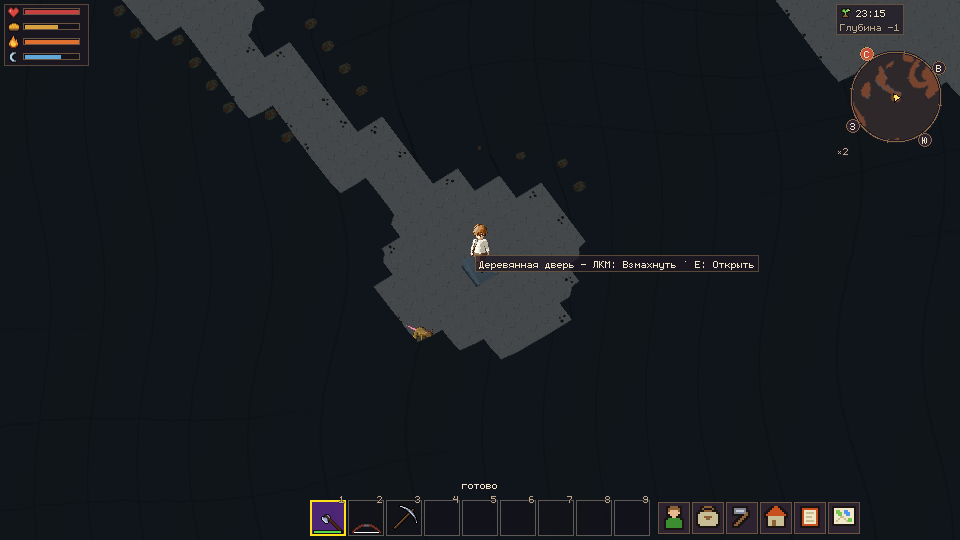 23:15
Глубина -1
С
В
З
Ю
×2
Деревянная дверь - ЛКМ: Взмахнуть ` E: Открыть
готово
1 2 3 4 5 6 7 8 9